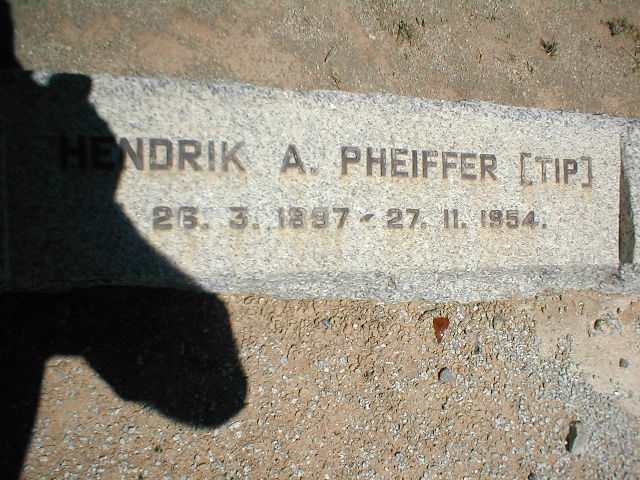 HENDRIK A. PHEIFFER [TIP]
26. 3. 1897 - 27. 11. 1954.